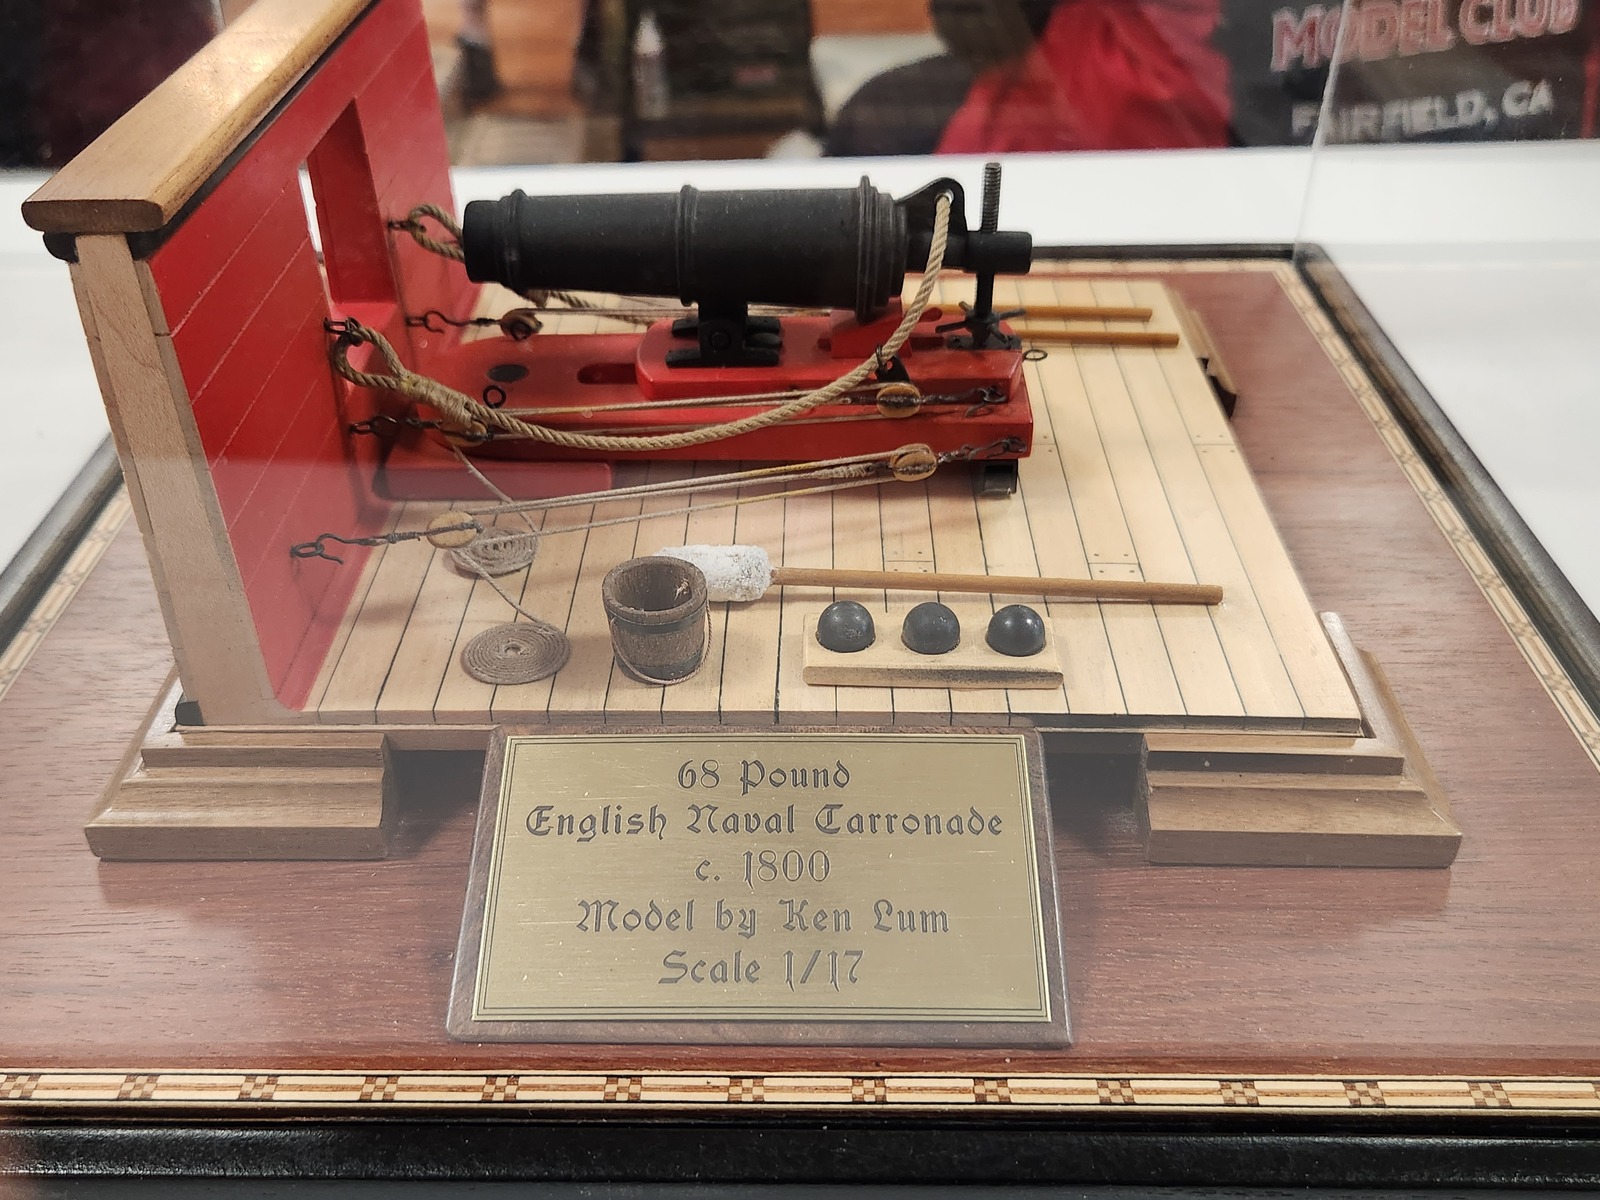 MODEL CLUB
FAIRFIELD, CA
68 Pound
English Naval Carronade
c. 1800
Model by Ken Lum
Scale 1/17